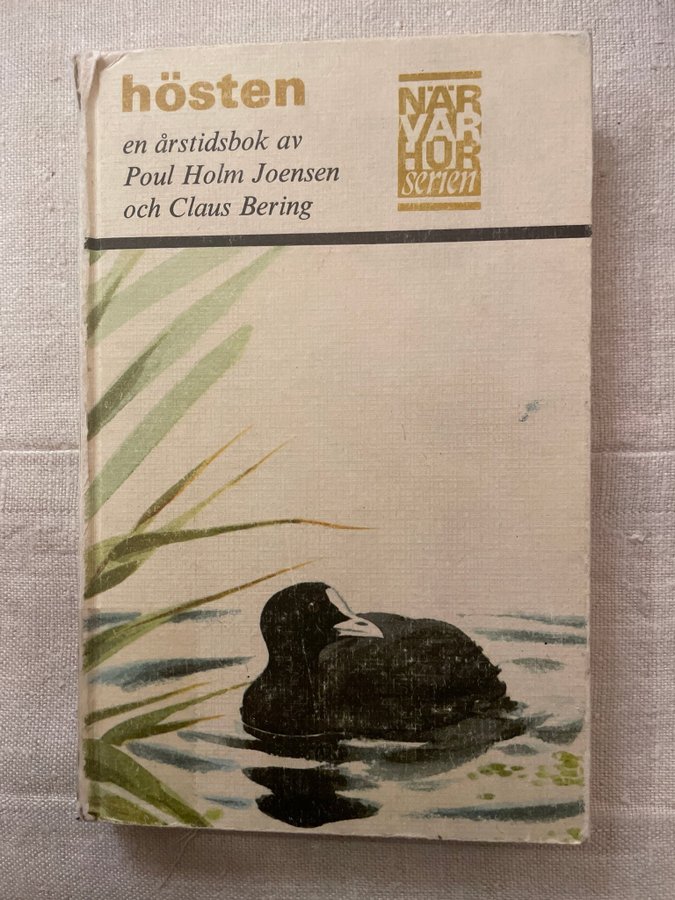 hösten
en årstidsbok av
Poul Holm Joensen
och Claus Bering
NÄR
VAR
HUR
serien